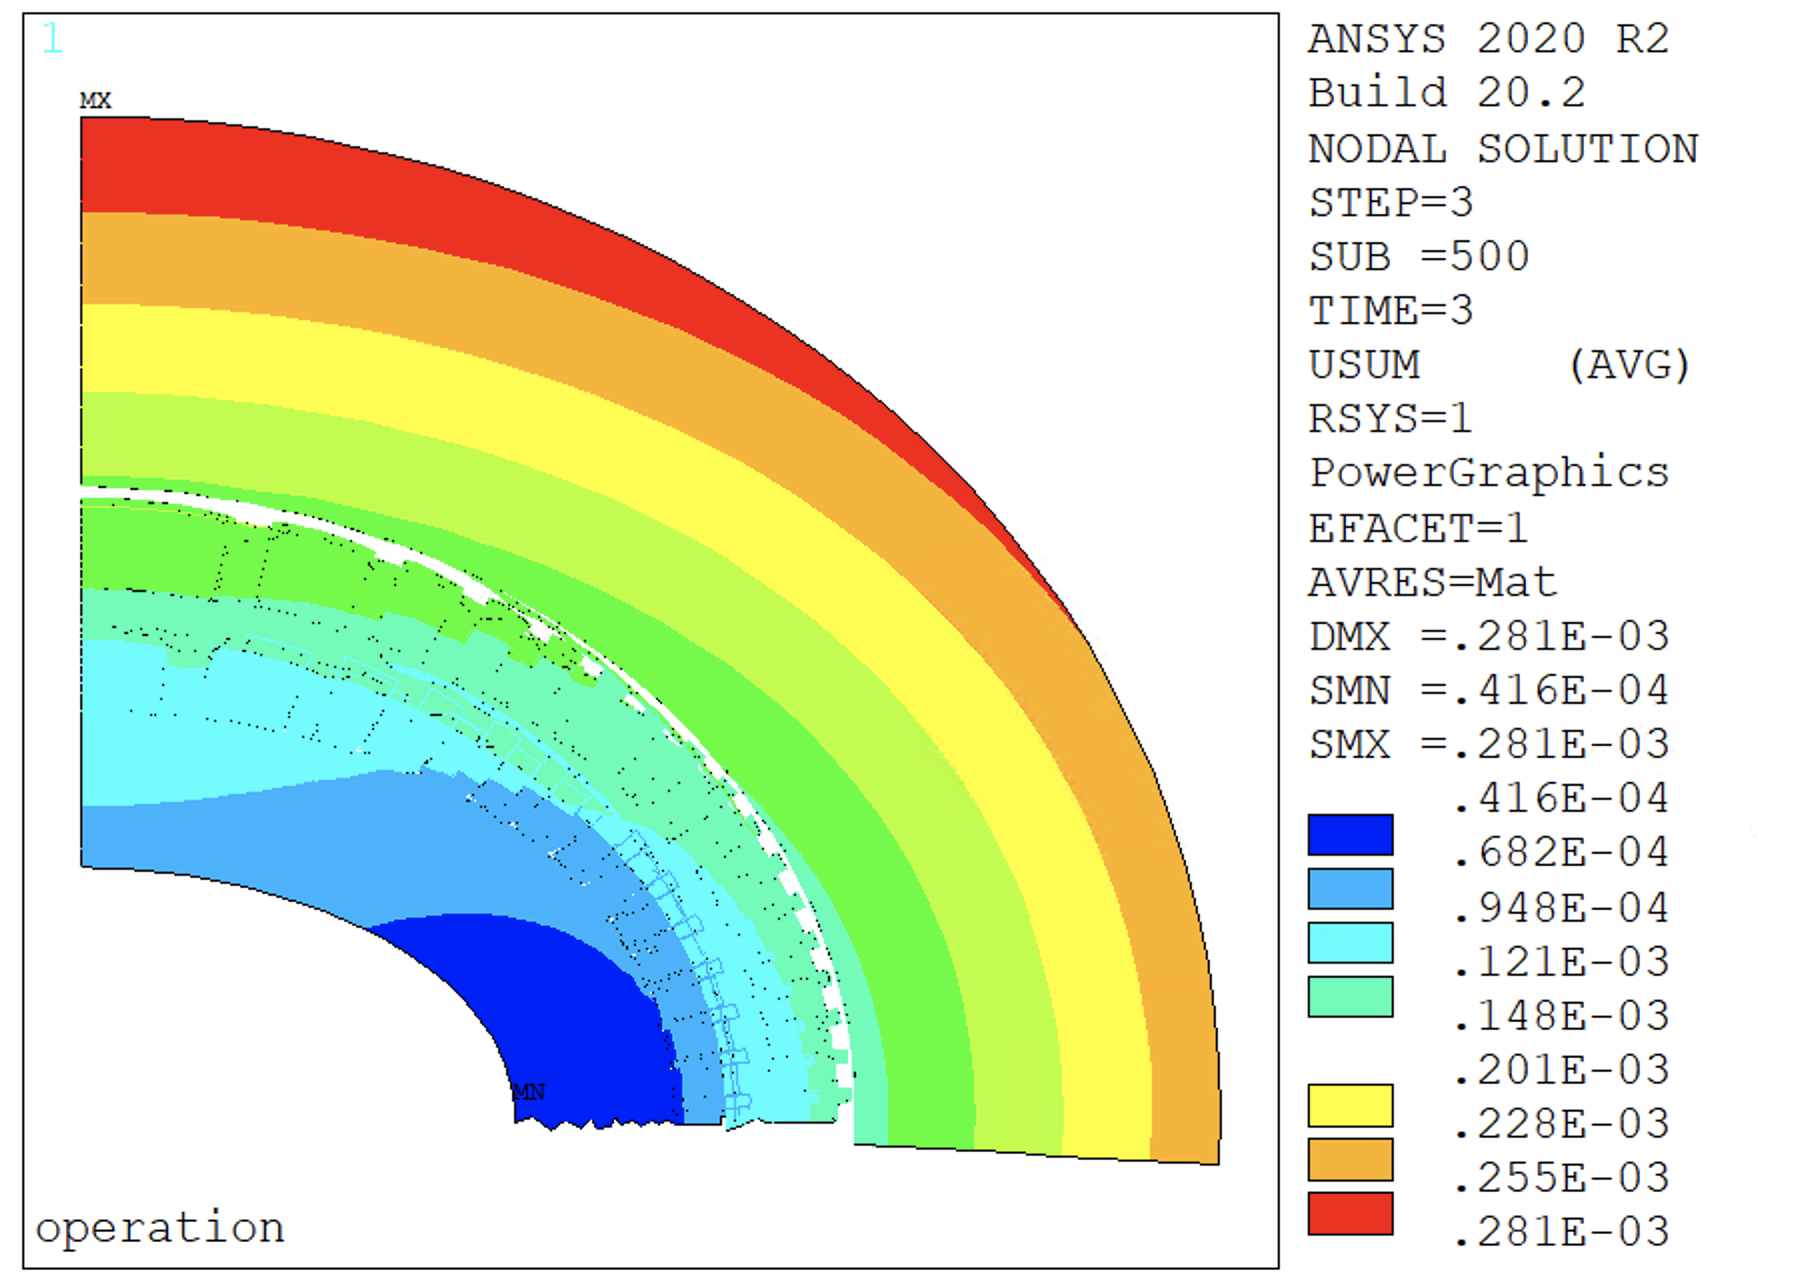 1
MX
MN
operation
ANSYS 2020 R2
Build 20.2
NODAL SOLUTION
STEP=3
SUB =500
TIME=3
USUM (AVG)
RSYS=1
PowerGraphics
EFACET=1
AVRES=Mat
DMX =.281E-03
SMN =.416E-04
SMX =.281E-03
.416E-04
.682E-04
.948E-04
.121E-03
.148E-03
.201E-03
.228E-03
.255E-03
.281E-03